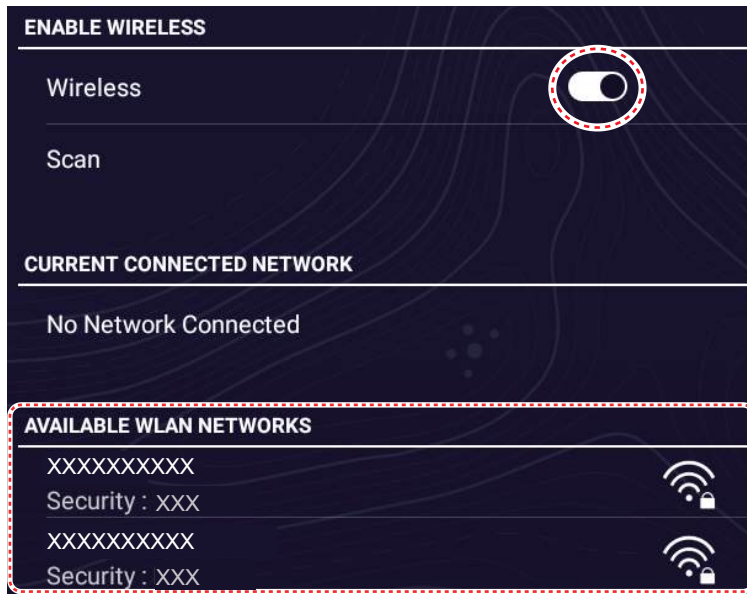 ENABLE WIRELESS
Wireless
Scan
CURRENT CONNECTED NETWORK
No Network Connected
AVAILABLE WLAN NETWORKS
XXXXXXXXXX
Security : XXX
XXXXXXXXXX
Security : XXX